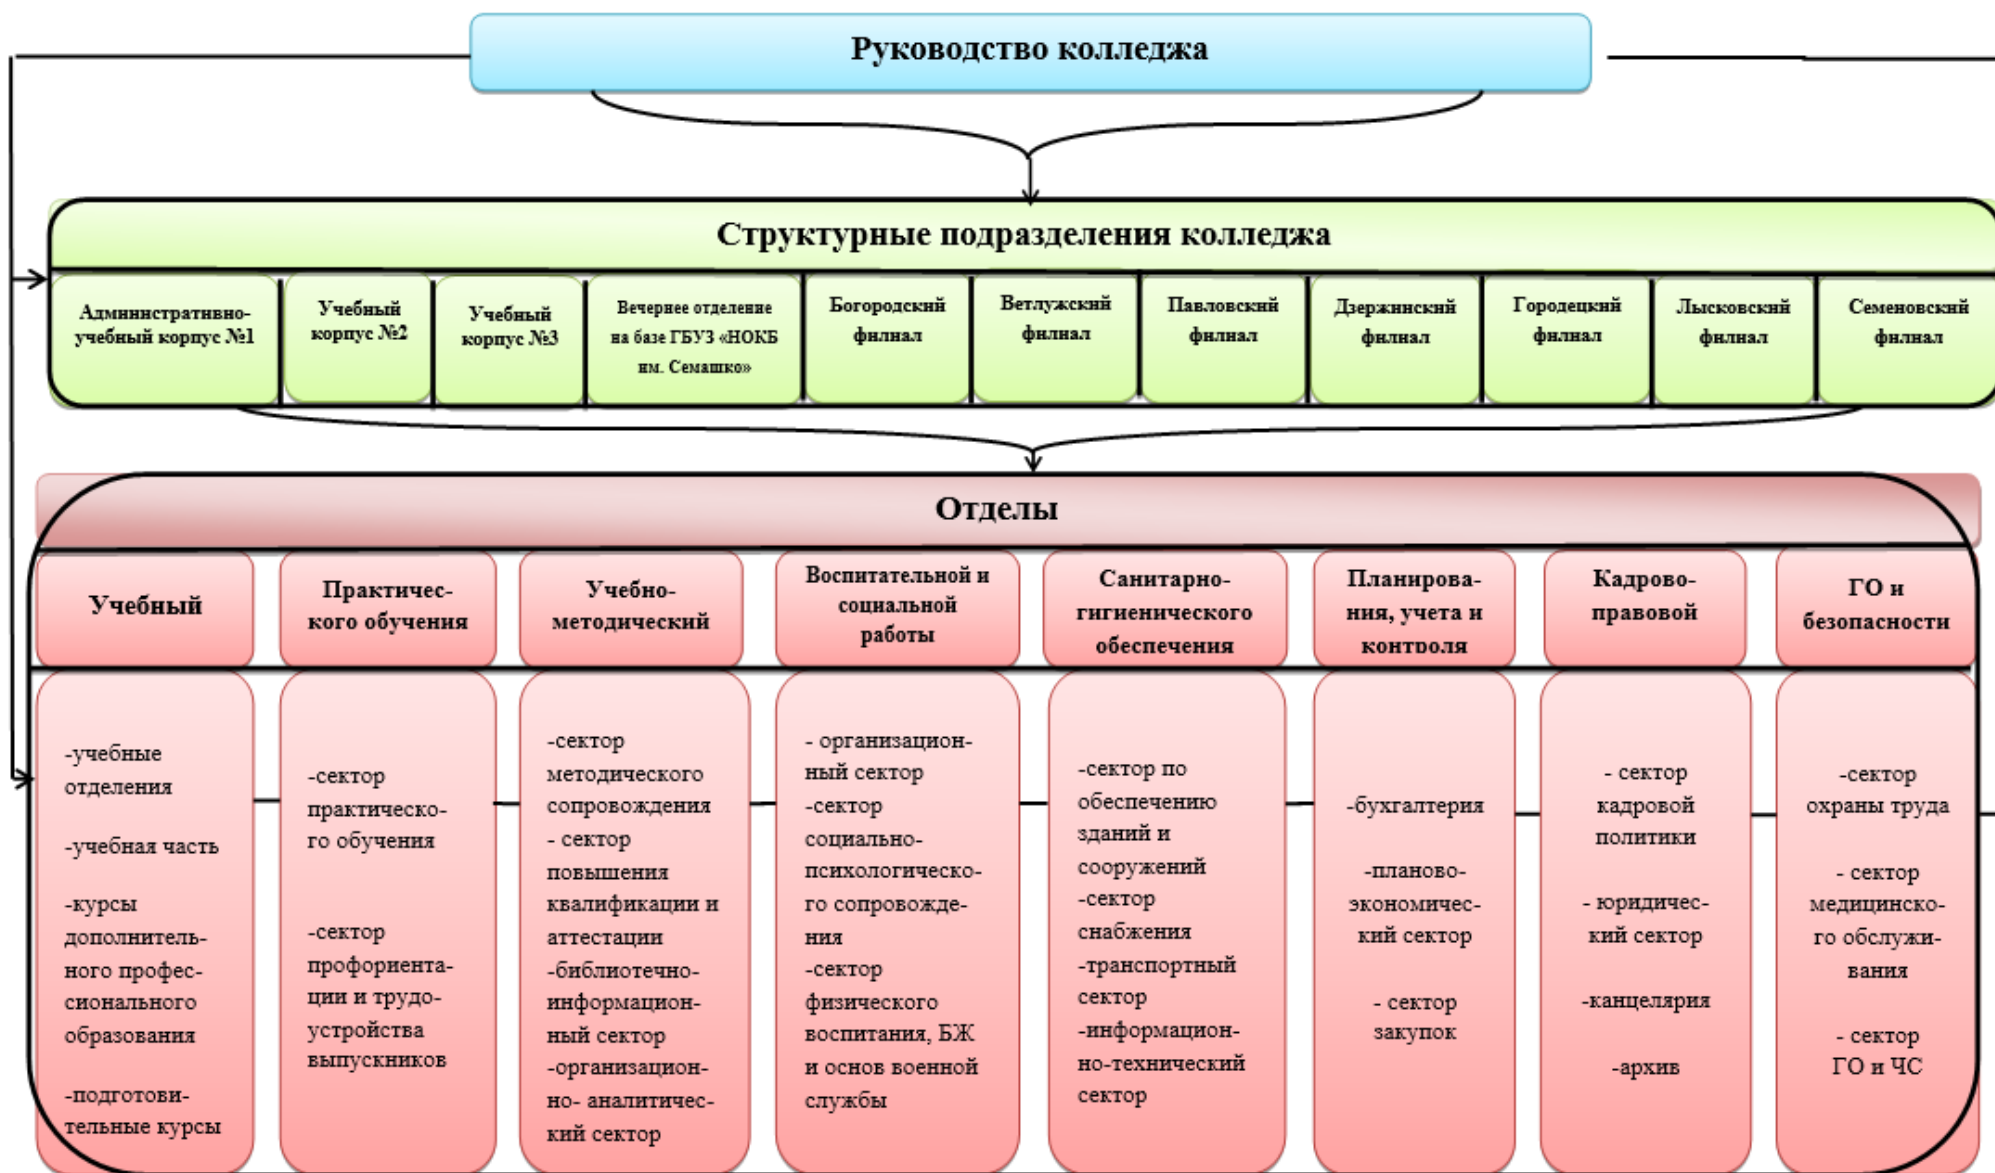 Руководство колледжа
Структурные подразделения колледжа
Административно-
учебный корпус №1
Учебный
корпус №2
Учебный
корпус №3
Вечернее отделение
на базе ГБУЗ «НОКБ
им. Семашко»
Богородский
филиал
Ветлужский
филиал
Павловский
филиал
Дзержинский
филиал
Городецкий
филиал
Лысковский
филиал
Семеновский
филиал
Отделы
Учебный
Практичес-
кого обучения
Учебно-
методический
Воспитательной и
социальной
работы
Санитарно-
гигиенического
обеспечения
Планирова-
ния, учета и
контроля
Кадрово-
правовой
ГО и
безопасности
-учебные
отделения
-учебная часть
-курсы
дополнитель-
ного профес-
сионального
образования
-подготови-
тельные курсы
-сектор
практическо-
го обучения
-сектор
профориента-
ции и трудо-
устройства
выпускников
-сектор
методического
сопровождения
- сектор
повышения
квалификации и
аттестации
-библиотечно-
информацион-
ный сектор
-организацион-
но- аналитичес-
кий сектор
- организацион-
ный сектор
-сектор
социально-
психологическо-
го сопровожде-
ния
-сектор
физического
воспитания, БЖ
и основ военной
службы
-сектор по
обеспечению
зданий и
сооружений
-сектор
снабжения
-транспортный
сектор
-информацион-
но-технический
сектор
-бухгалтерия
-планово-
экономичес-
кий сектор
- сектор
закупок
- сектор
кадровой
политики
- юридичес-
кий сектор
-канцелярия
-архив
-сектор
охраны труда
- сектор
медицинско-
го обслужи-
вания
- сектор
ГО и ЧС